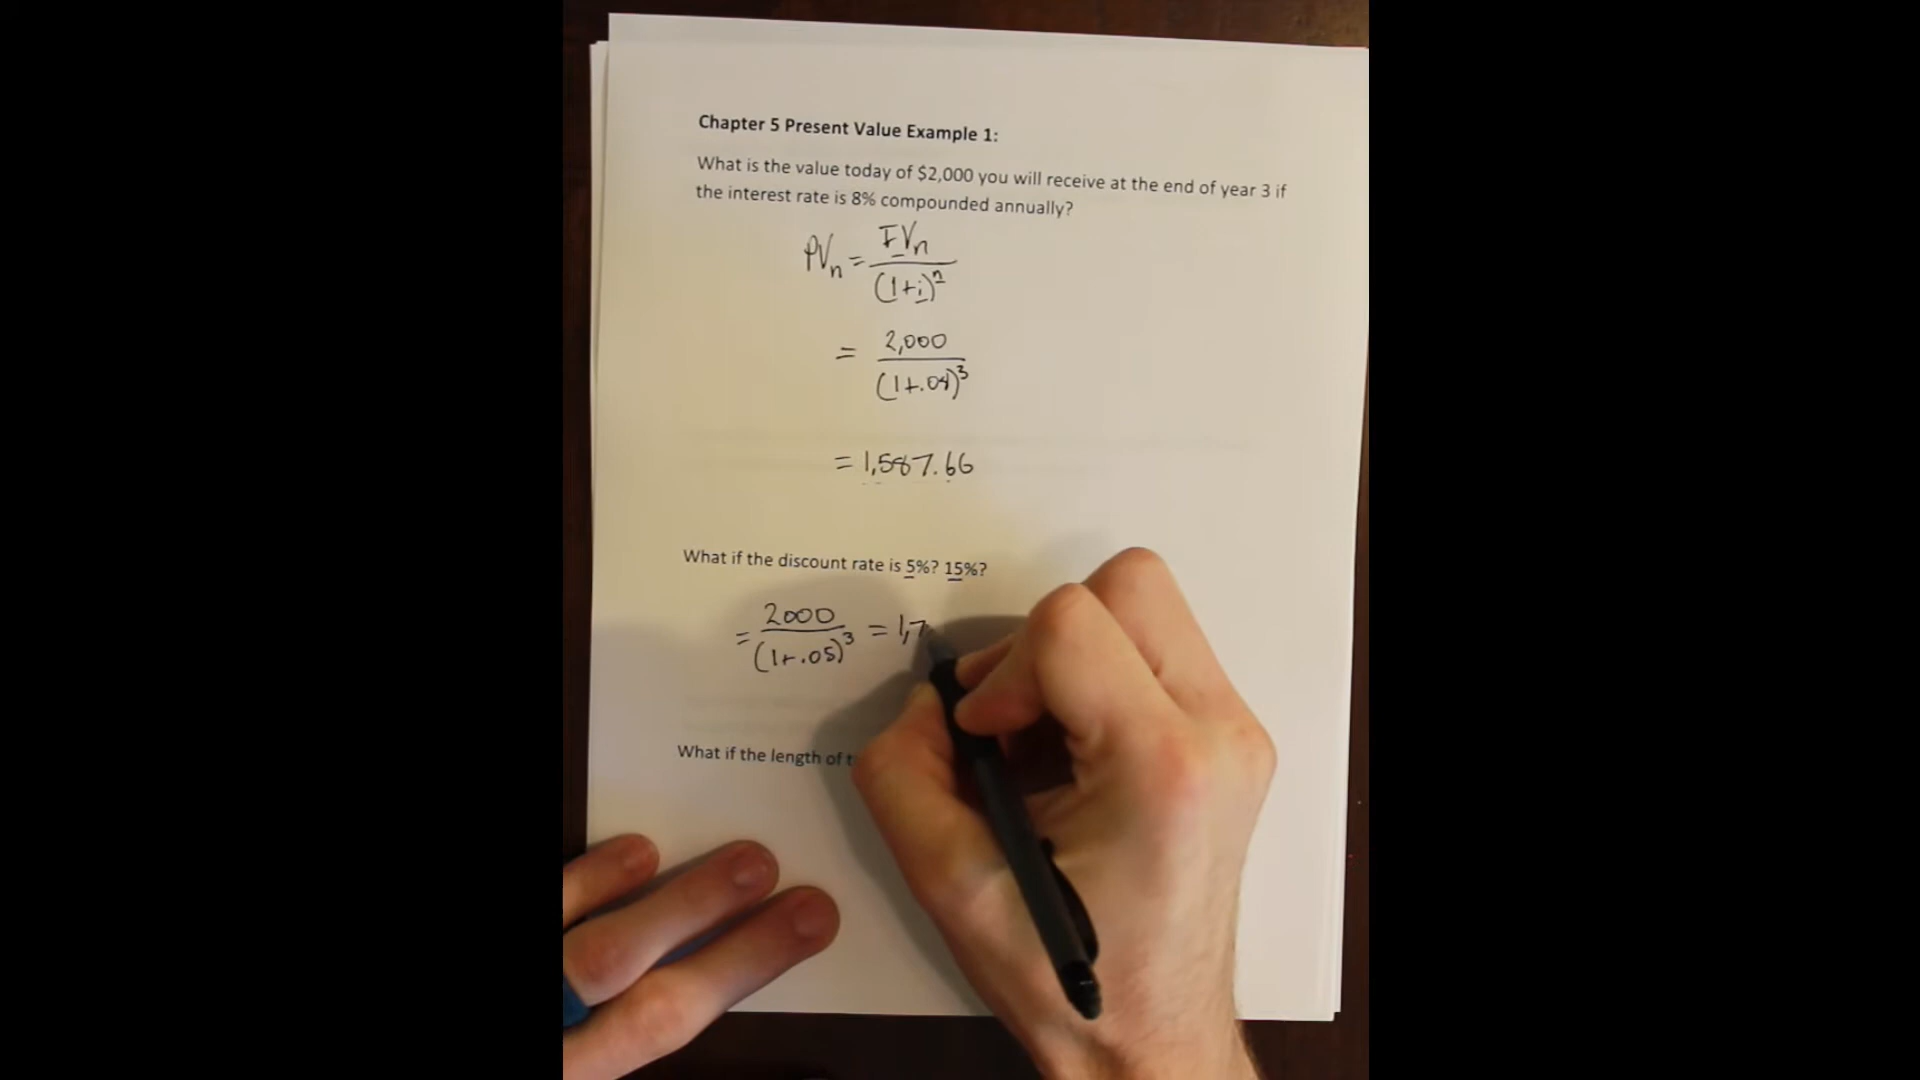 Chapter 5 Present Value Example 1:
What is the value today of $2,000 you will receive at the end of year 3 if
the interest rate is 8% compounded annually?
PVn = FVn / (1+i)^n
= 2,000 / (1+.08)^3
= 1,587.66
What if the discount rate is 5%? 15%?
= 2000 / (1+.05)^3 = 1,7
What if the length of t